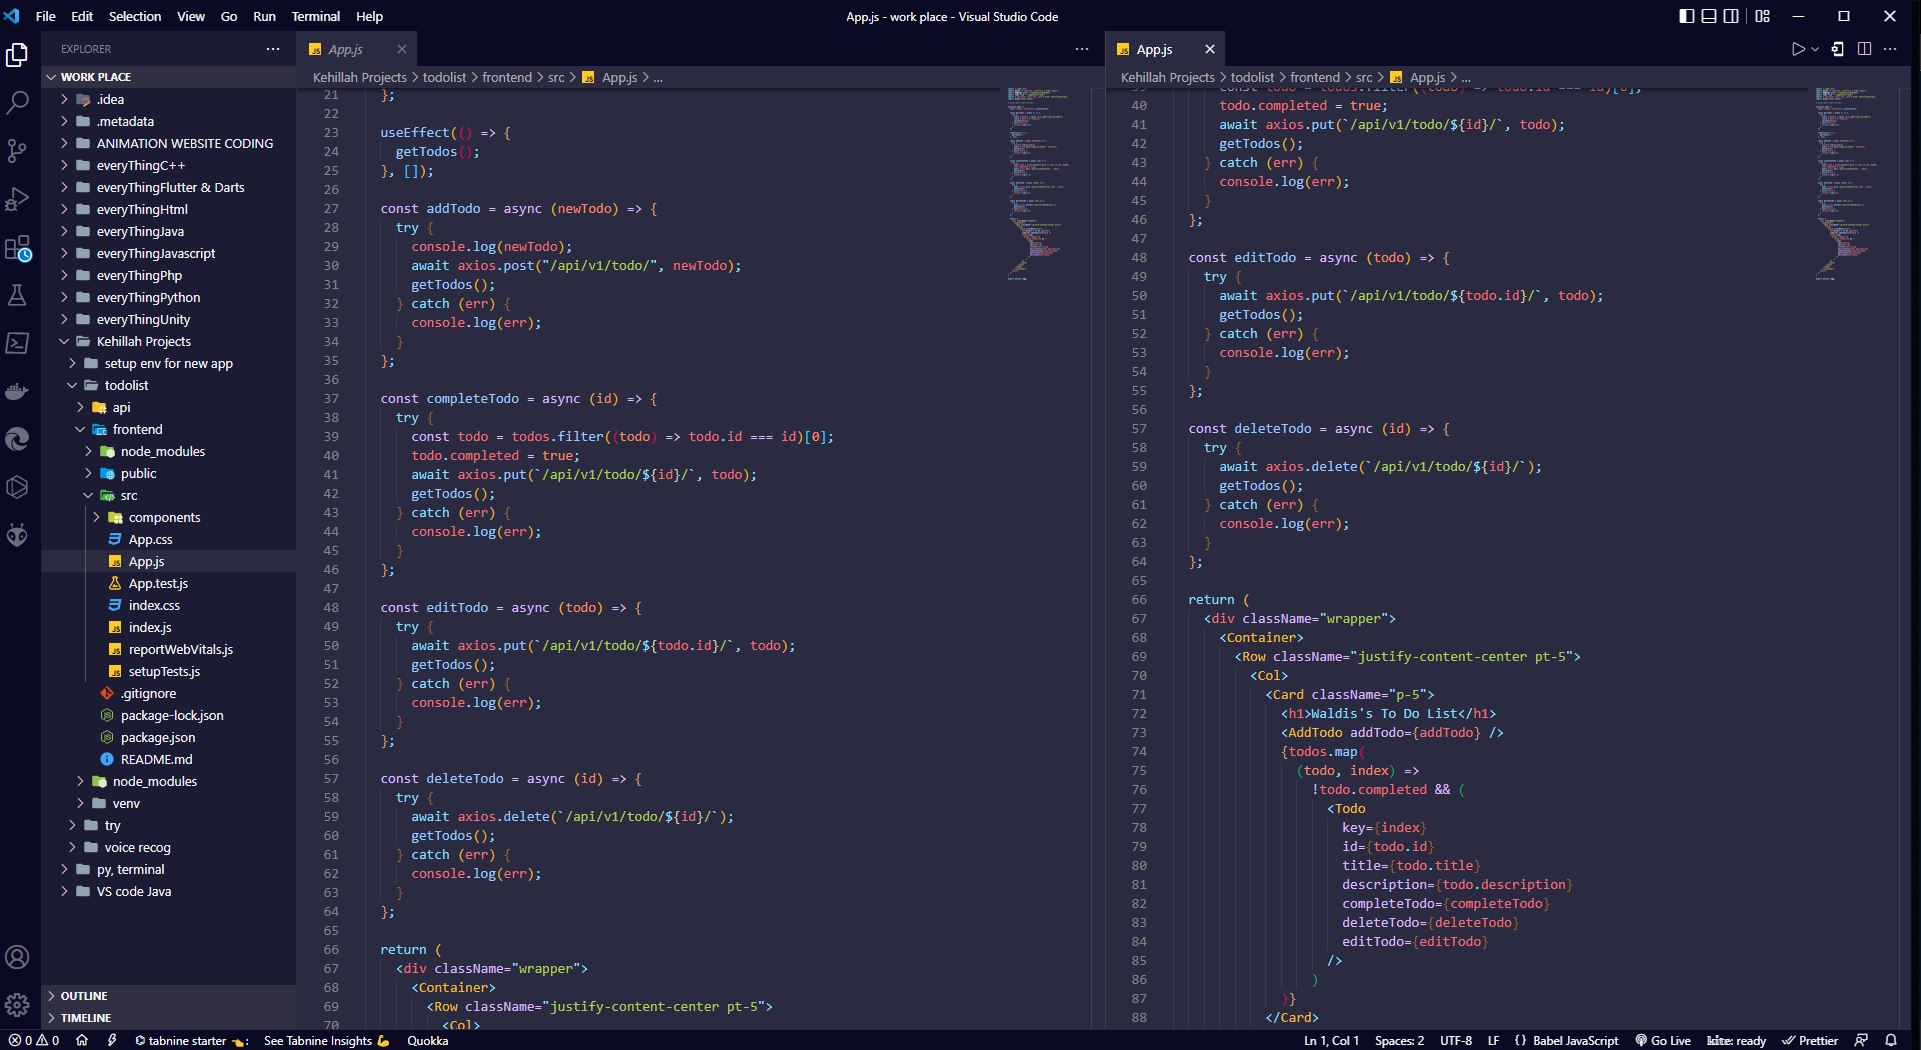 File Edit Selection View Go Run Terminal Help
App.js - work place - Visual Studio Code
EXPLORER
WORK PLACE
.idea
.metadata
ANIMATION WEBSITE CODING
everyThingC++
everyThingFlutter & Darts
everyThingHtml
everyThingJava
everyThingJavascript
everyThingPhp
everyThingPython
everyThingUnity
Kehillah Projects
setup env for new app
todolist
api
frontend
node_modules
public
src
components
App.css
JS App.js
App.test.js
index.css
JS index.js
JS reportWebVitals.js
JS setupTests.js
.gitignore
package-lock.json
package.json
README.md
node_modules
venv
try
voice recog
py, terminal
VS code Java
OUTLINE
TIMELINE
JS App.js
Kehillah Projects > todolist > frontend > src > JS App.js > ...
21 };
22
23 useEffect(() => {
24 getTodos();
25 }, []);
26
27 const addTodo = async (newTodo) => {
28 try {
29 console.log(newTodo);
30 await axios.post("/api/v1/todo/", newTodo);
31 getTodos();
32 } catch (err) {
33 console.log(err);
34 }
35 };
36
37 const completeTodo = async (id) => {
38 try {
39 const todo = todos.filter((todo) => todo.id === id)[0];
40 todo.completed = true;
41 await axios.put(`/api/v1/todo/${id}/`, todo);
42 getTodos();
43 } catch (err) {
44 console.log(err);
45 }
46 };
47
48 const editTodo = async (todo) => {
49 try {
50 await axios.put(`/api/v1/todo/${todo.id}/`, todo);
51 getTodos();
52 } catch (err) {
53 console.log(err);
54 }
55 };
56
57 const deleteTodo = async (id) => {
58 try {
59 await axios.delete(`/api/v1/todo/${id}/`);
60 getTodos();
61 } catch (err) {
62 console.log(err);
63 }
64 };
65
66 return (
67 <div className="wrapper">
68 <Container>
69 <Row className="justify-content-center pt-5">
70 <Col>
JS App.js
Kehillah Projects > todolist > frontend > src > JS App.js > ...
39 const todo = todos.filter((todo) => todo.id === id)[0];
40 todo.completed = true;
41 await axios.put(`/api/v1/todo/${id}/`, todo);
42 getTodos();
43 } catch (err) {
44 console.log(err);
45 }
46 };
47
48 const editTodo = async (todo) => {
49 try {
50 await axios.put(`/api/v1/todo/${todo.id}/`, todo);
51 getTodos();
52 } catch (err) {
53 console.log(err);
54 }
55 };
56
57 const deleteTodo = async (id) => {
58 try {
59 await axios.delete(`/api/v1/todo/${id}/`);
60 getTodos();
61 } catch (err) {
62 console.log(err);
63 }
64 };
65
66 return (
67 <div className="wrapper">
68 <Container>
69 <Row className="justify-content-center pt-5">
70 <Col>
71 <Card className="p-5">
72 <h1>Waldis's To Do List</h1>
73 <AddTodo addTodo={addTodo} />
74 {todos.map(
75 (todo, index) =>
76 !todo.completed && (
77 <Todo
78 key={index}
79 id={todo.id}
80 title={todo.title}
81 description={todo.description}
82 completeTodo={completeTodo}
83 deleteTodo={deleteTodo}
84 editTodo={editTodo}
85 />
86 )
87 )}
88 </Card>
0 0 tabnine starter : See Tabnine Insights Quokka
Ln 1, Col 1 Spaces: 2 UTF-8 LF {} Babel JavaScript Go Live kite: ready Prettier